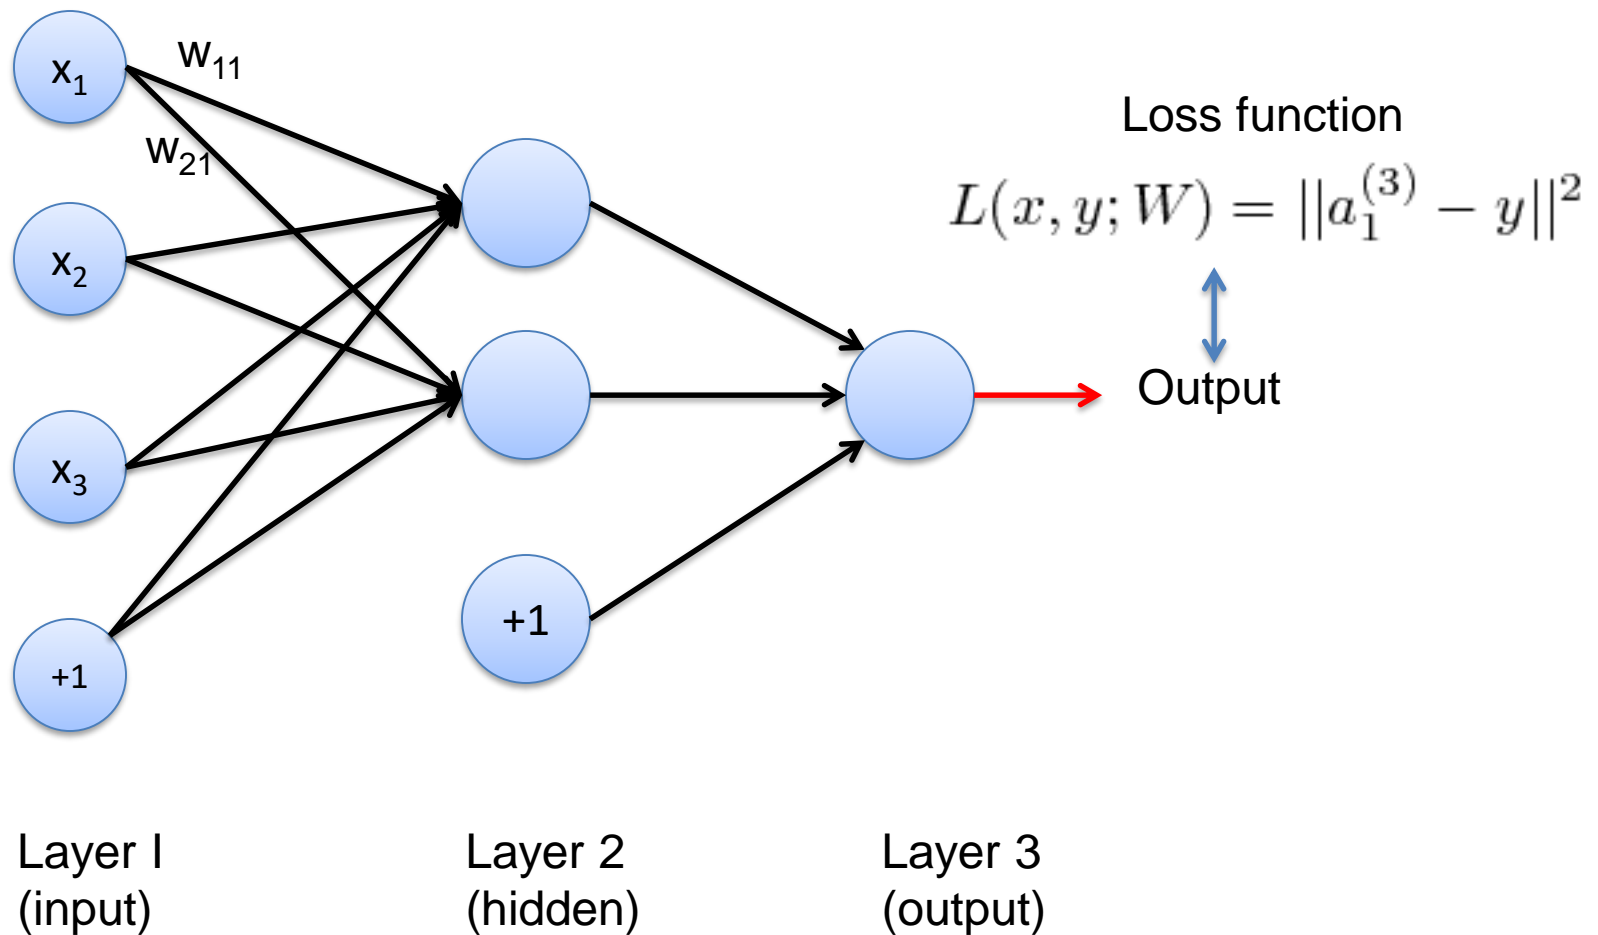 x₁
w₁₁
w₂₁
x₂
x₃
+1
+1
Loss function
L(x, y; W) = ||a₁⁽³⁾ − y||²
Output
Layer I
(input)
Layer 2
(hidden)
Layer 3
(output)